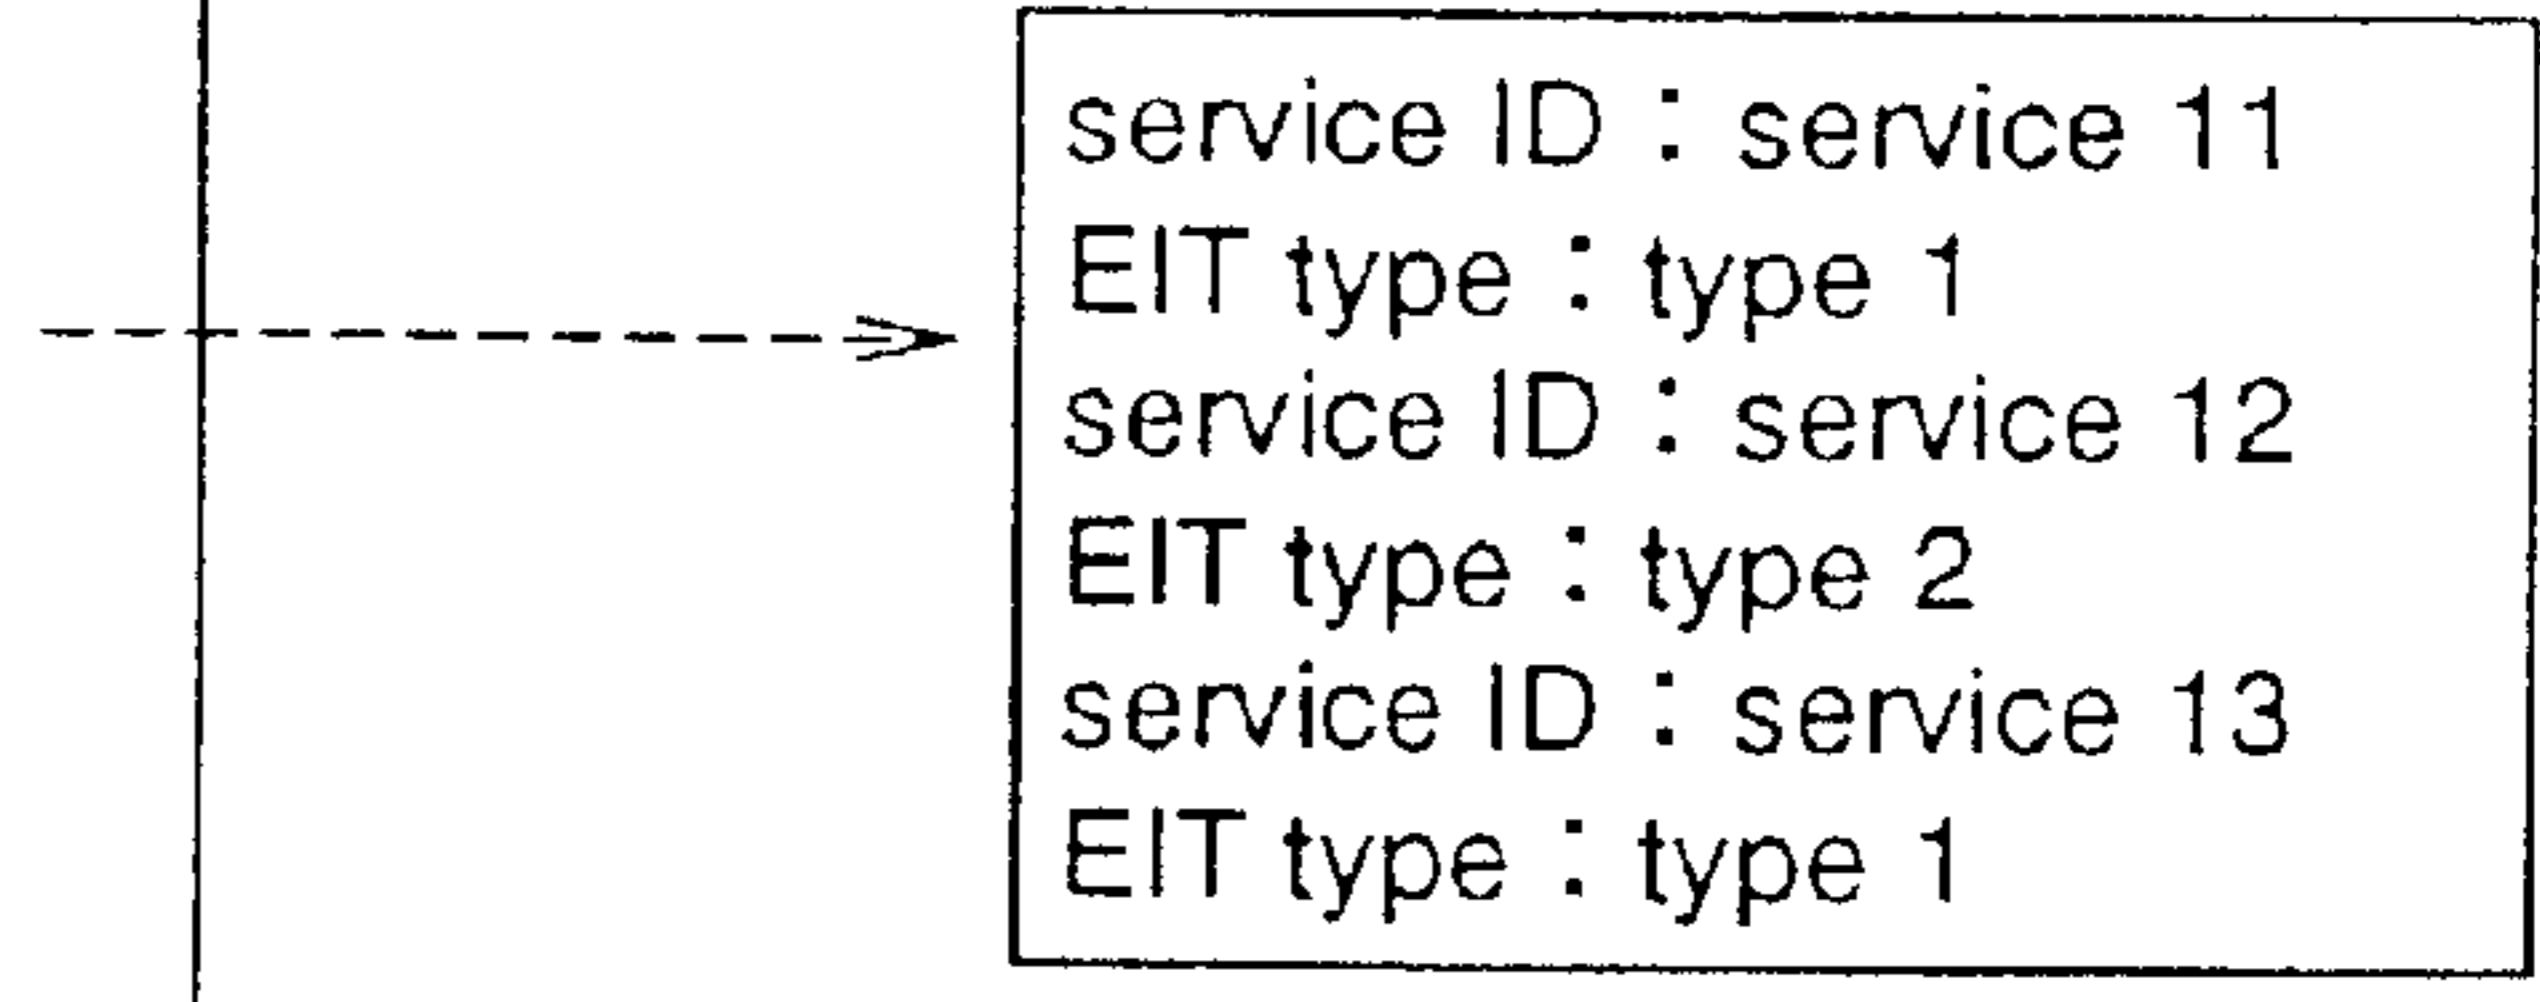 service ID : service 11
EIT type : type 1
service ID : service 12
EIT type : type 2
service ID : service 13
EIT type : type 1